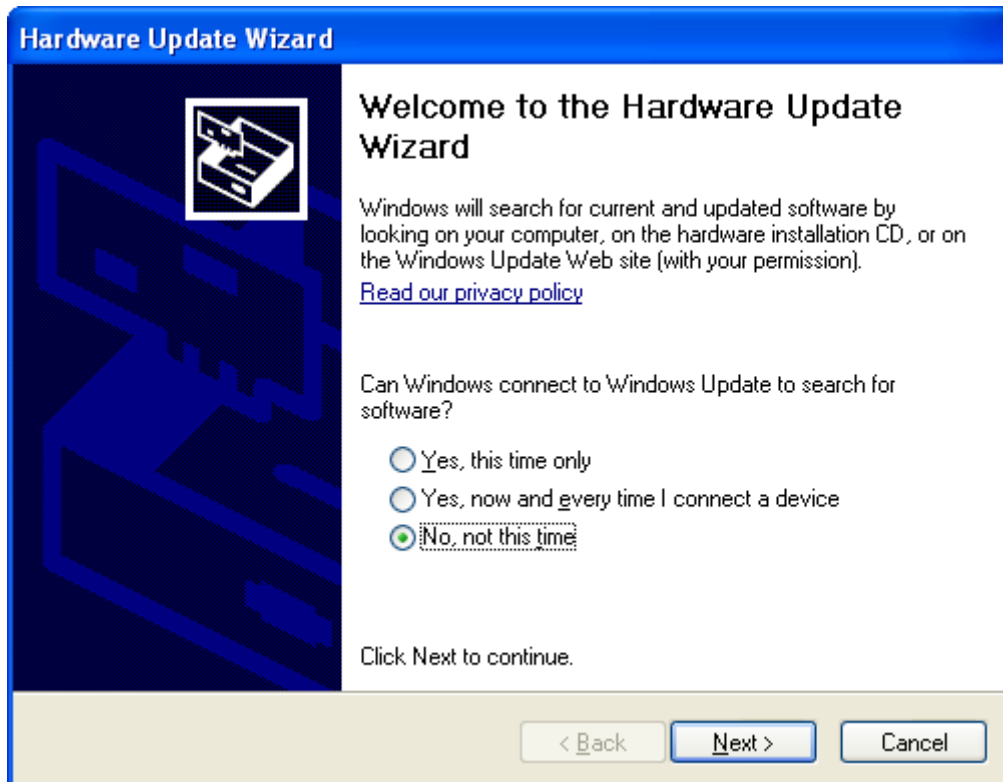 Hardware Update Wizard
Welcome to the Hardware Update
Wizard
Windows will search for current and updated software by
looking on your computer, on the hardware installation CD, or on
the Windows Update Web site (with your permission).
Read our privacy policy
Can Windows connect to Windows Update to search for
software?
Yes, this time only
Yes, now and every time I connect a device
No, not this time
Click Next to continue.
< Back
Next >
Cancel